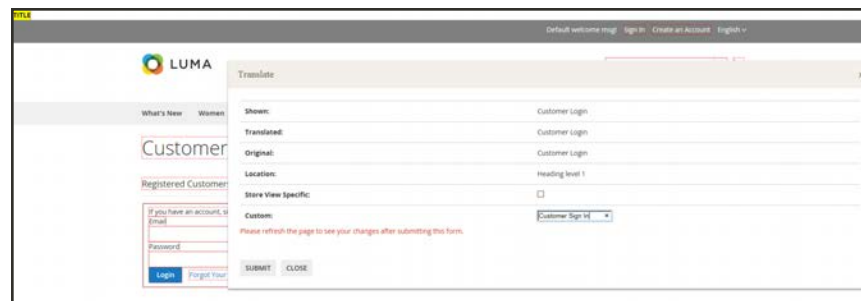 TITLE
Default welcome msg! Sign In Create an Account English
LUMA
Translate
What's New Women
Shown: Customer Login
Translated: Customer Login
Customer
Original: Customer Login
Location: Heading level 1
Registered Customers
Store View Specific:
If you have an account, si
Custom: Customer Sign In
Email
Please refresh the page to see your changes after submitting this form.
Password
SUBMIT CLOSE
Login Forgot Your